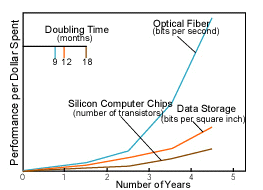 Performance per Dollar Spent
Doubling Time
(months)
9 12 18
Optical Fiber
(bits per second)
Silicon Computer Chips
(number of transistors)
Data Storage
(bits per square inch)
0 1 2 3 4 5
Number of Years